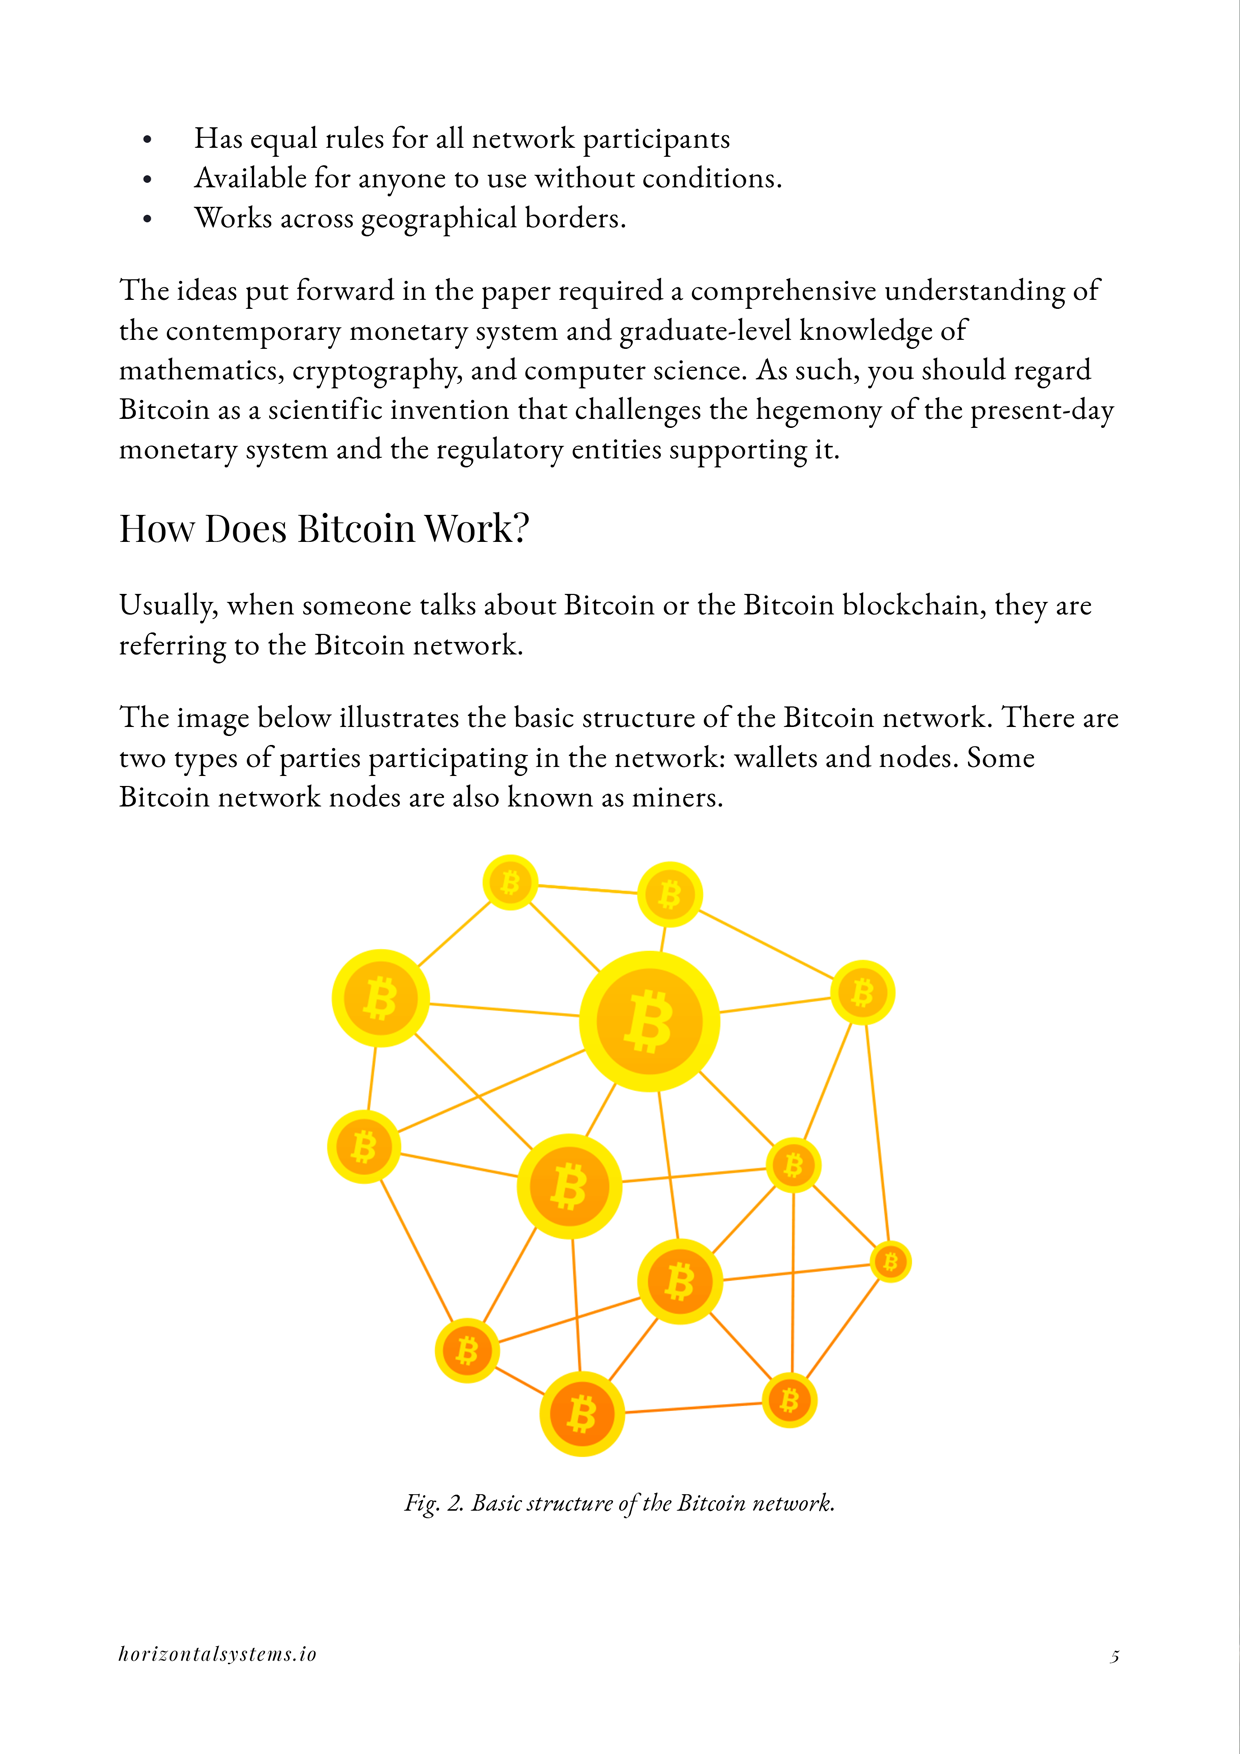 • Has equal rules for all network participants
• Available for anyone to use without conditions.
• Works across geographical borders.
The ideas put forward in the paper required a comprehensive understanding of
the contemporary monetary system and graduate-level knowledge of
mathematics, cryptography, and computer science. As such, you should regard
Bitcoin as a scientific invention that challenges the hegemony of the present-day
monetary system and the regulatory entities supporting it.
How Does Bitcoin Work?
Usually, when someone talks about Bitcoin or the Bitcoin blockchain, they are
referring to the Bitcoin network.
The image below illustrates the basic structure of the Bitcoin network. There are
two types of parties participating in the network: wallets and nodes. Some
Bitcoin network nodes are also known as miners.
Fig. 2. Basic structure of the Bitcoin network.
horizontalsystems.io
5